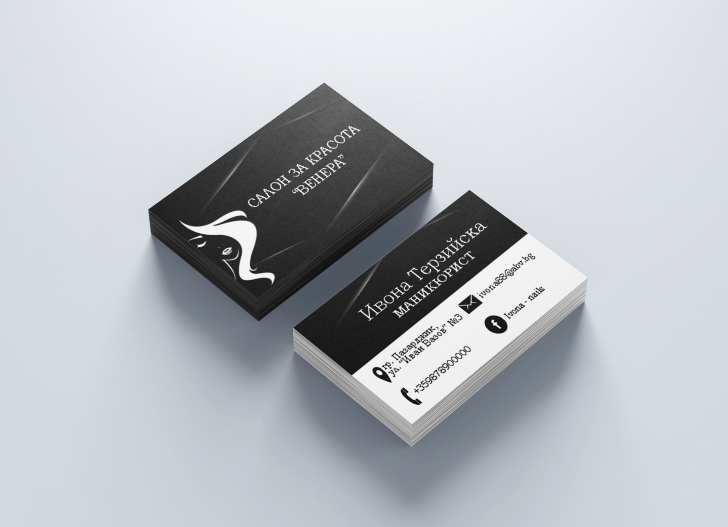 САЛОН ЗА КРАСОТА
"ВЕНЕРА"
Ивона Терзийска
МАНИКЮРИСТ
гр. Пазарджик,
ул. "Иван Вазов" №3
+359878900000
ivona88@abv.bg
Ivona - nails